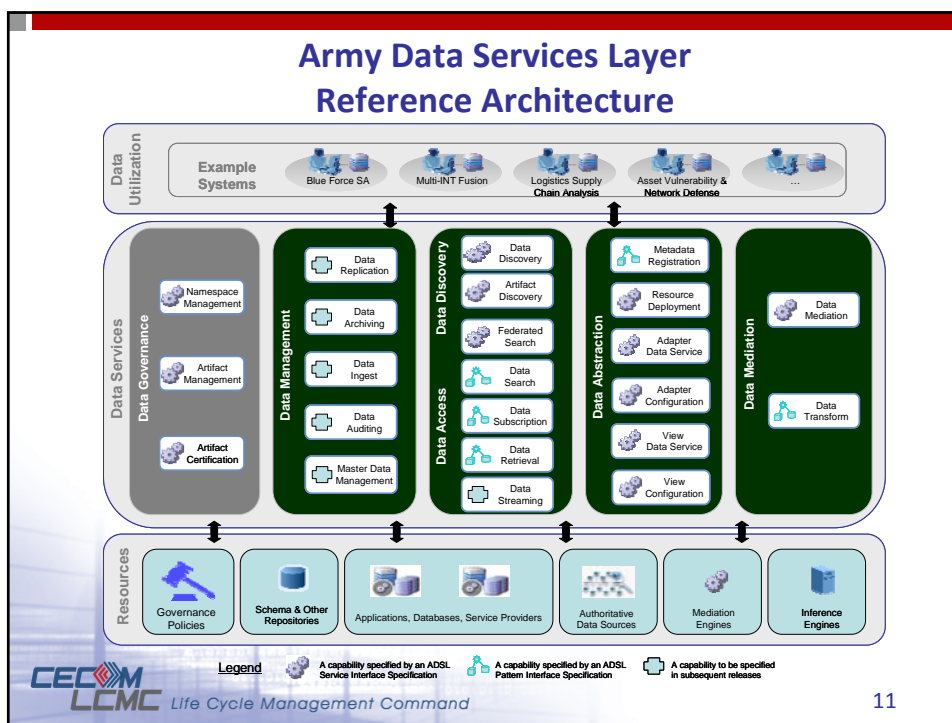 Army Data Services Layer
Reference Architecture
Data
Utilization
Example
Systems
Blue Force SA
Multi-INT Fusion
Logistics Supply
Chain Analysis
Asset Vulnerability &
Network Defense
...
Data Services
Data Governance
Namespace
Management
Artifact
Management
Artifact
Certification
Data Management
Data
Replication
Data
Archiving
Data
Ingest
Data
Auditing
Master Data
Management
Data Discovery
Data
Discovery
Artifact
Discovery
Federated
Search
Data Access
Data
Search
Data
Subscription
Data
Retrieval
Data
Streaming
Data Abstraction
Metadata
Registration
Resource
Deployment
Adapter
Data Service
Adapter
Configuration
View
Data Service
View
Configuration
Data Mediation
Data
Mediation
Data
Transform
Resources
Governance
Policies
Schema & Other
Repositories
Applications, Databases, Service Providers
Authoritative
Data Sources
Mediation
Engines
Inference
Engines
Legend
A capability specified by an ADSL
Service Interface Specification
A capability specified by an ADSL
Pattern Interface Specification
A capability to be specified
in subsequent releases
CECOM
LCMC Life Cycle Management Command
11